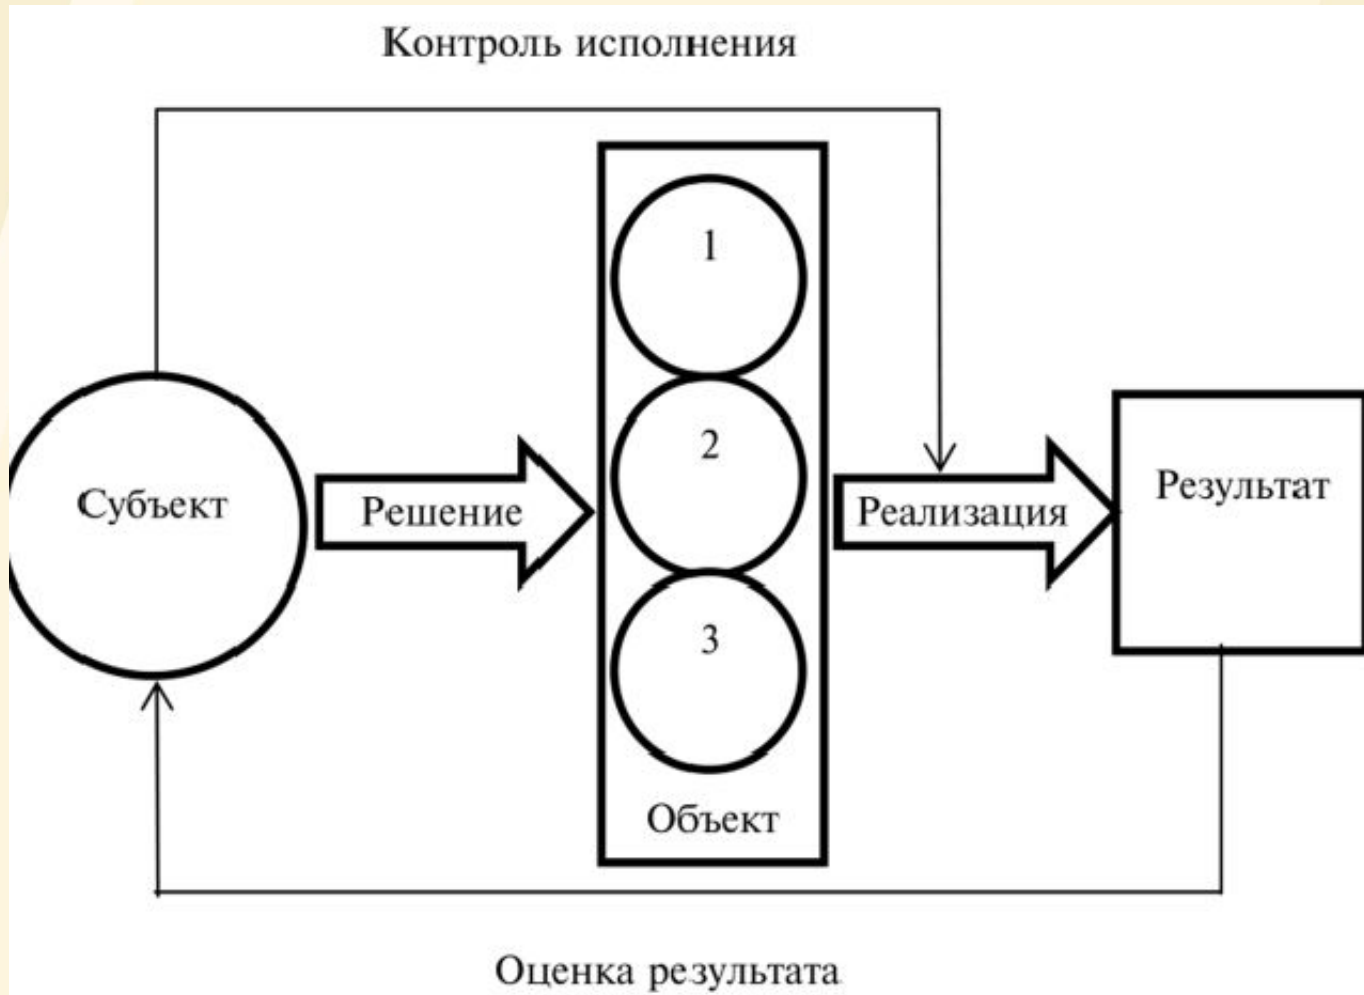 Контроль исполнения
1
2
3
Субъект
Решение
Реализация
Результат
Объект
Оценка результата